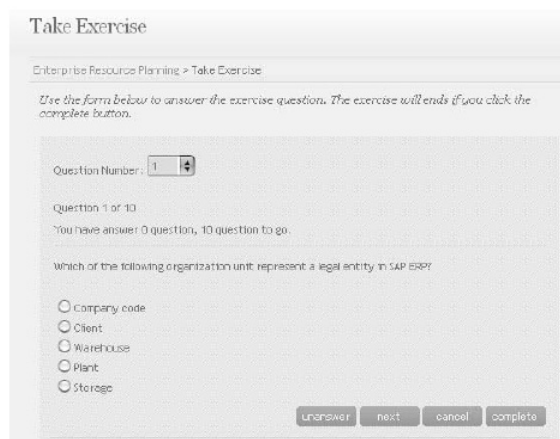 Take Exercise
Enterprise Resource Planning > Take Exercise
Use the form below to answer the exercise question. The exercise will ends if you click the
complete button.
Question Number: 1
Question 1 of 10
You have answer 0 question, 10 question to go.
Which of the following organization unit represent a legal entity in SAP ERP?
Company code
Client
Warehouse
Plant
Storage
unanswer next cancel complete